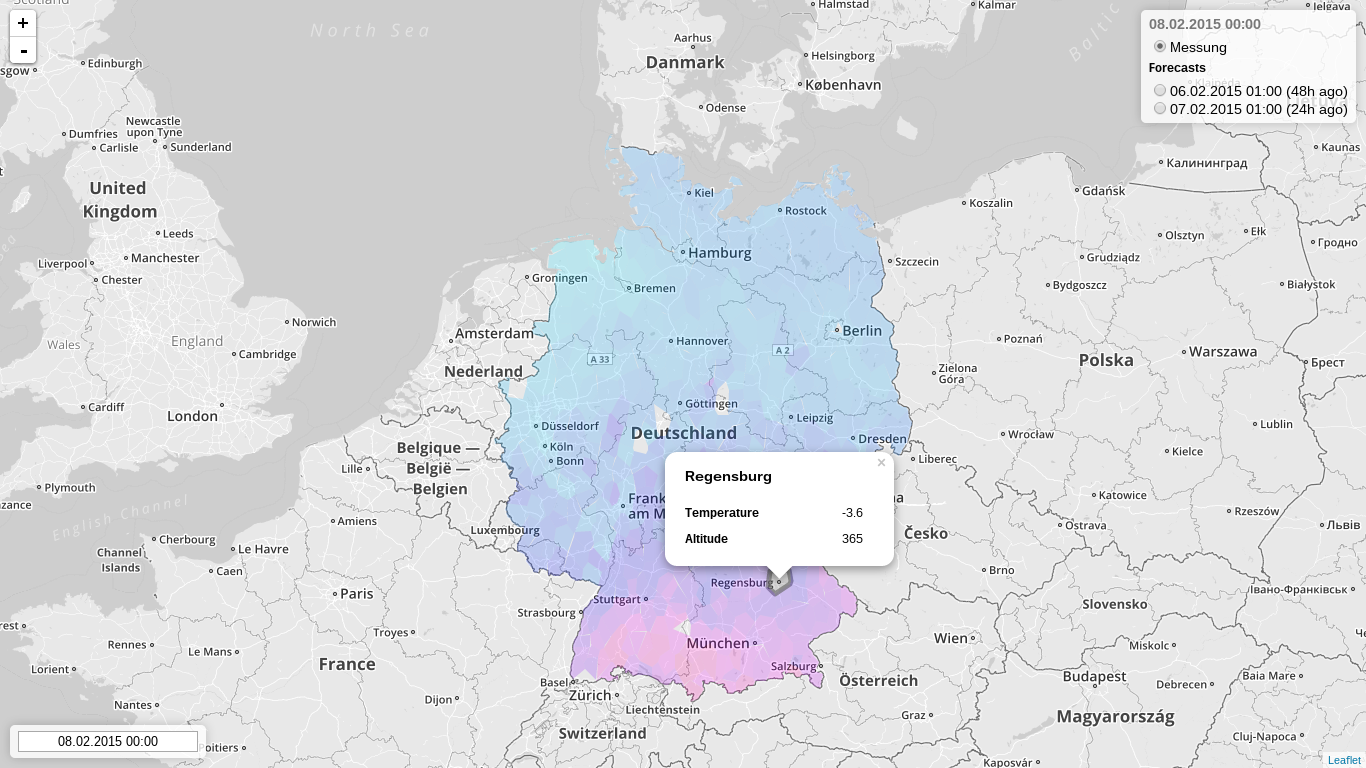 Scotland
Halmstad
Kalmar
Jelgava
+
-
North Sea
Baltic
08.02.2015 00:00
Messung
Forecasts
06.02.2015 01:00 (48h ago)
07.02.2015 01:00 (24h ago)
Klaipėda
Lietuva
Aarhus
Helsingborg
Danmark
Edinburgh
sgow
København
Odense
Newcastle
upon Tyne
Dumfries
Carlisle
Sunderland
Kaunas
Калининград
United
Kingdom
Kiel
Gdańsk
Koszalin
Rostock
Leeds
Olsztyn
Ełk
Гродно
Manchester
Liverpool
Hamburg
Szczecin
Grudziądz
Chester
Groningen
Bremen
Bydgoszcz
Białystok
Norwich
Amsterdam
Berlin
Wales
England
Hannover
Poznań
Cambridge
A 33
A 2
Warszawa
Polska
Брест
Nederland
Zielona
Góra
Cardiff
London
Göttingen
Leipzig
Düsseldorf
Lublin
Deutschland
Dresden
Wrocław
Belgique —
België —
Belgien
Köln
Bonn
Liberec
Kielce
Lille
Regensburg
×
Temperature -3.6
Altitude 365
Plymouth
zance
English Channel
Frank
am M
na
Częstochowa
Katowice
Rzeszów
Львів
Amiens
Luxembourg
Česko
Ostrava
Cherbourg
Le Havre
Channel
Islands
Caen
Brno
Regensburg
Paris
Stuttgart
Strasbourg
Slovensko
Івано-Франківськ
rest
Rennes
Le Mans
Troyes
München
Wien
Miskolc
France
Lorient
Salzburg
Österreich
Budapest
Debrecen
Baia Mare
Basel
Zürich
Dijon
Nantes
Liechtenstein
Graz
Magyarország
Switzerland
Cluj-Napoca
08.02.2015 00:00
Poitiers
Kaposvár
Leaflet